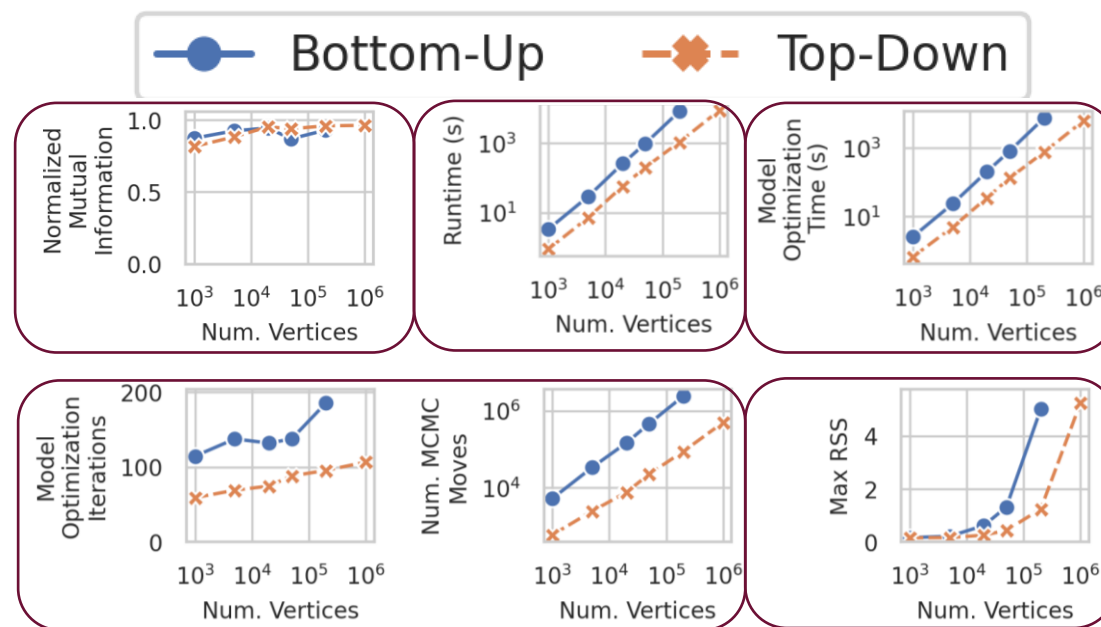 Bottom-Up
Top-Down
Normalized
Mutual
Information
1.0
0.5
0.0
10³
10⁴
10⁵
10⁶
Num. Vertices
Runtime (s)
10³
10¹
10³
10⁴
10⁵
10⁶
Num. Vertices
Model
Optimization
Time (s)
10³
10¹
10³
10⁴
10⁵
10⁶
Num. Vertices
Model
Optimization
Iterations
200
100
0
10³
10⁴
10⁵
10⁶
Num. Vertices
Num. MCMC
Moves
10⁶
10⁴
10³
10⁴
10⁵
10⁶
Num. Vertices
Max RSS
4
2
0
10³
10⁴
10⁵
10⁶
Num. Vertices